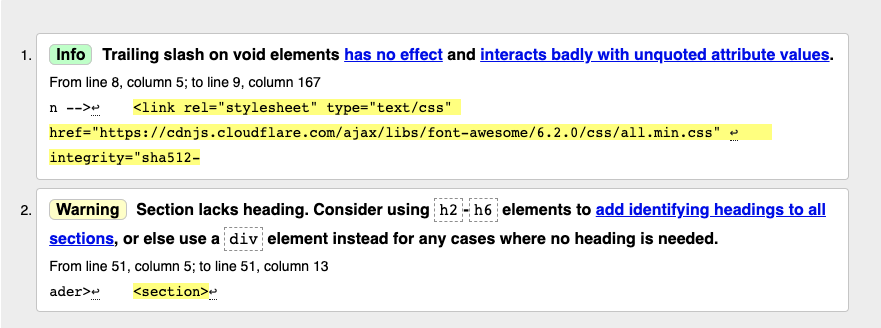 1. Info Trailing slash on void elements has no effect and interacts badly with unquoted attribute values.
From line 8, column 5; to line 9, column 167
n -->↩    <link rel="stylesheet" type="text/css"
href="https://cdnjs.cloudflare.com/ajax/libs/font-awesome/6.2.0/css/all.min.css" ↩
integrity="sha512-
2. Warning Section lacks heading. Consider using h2-h6 elements to add identifying headings to all
sections, or else use a div element instead for any cases where no heading is needed.
From line 51, column 5; to line 51, column 13
ader>↩    <section>↩